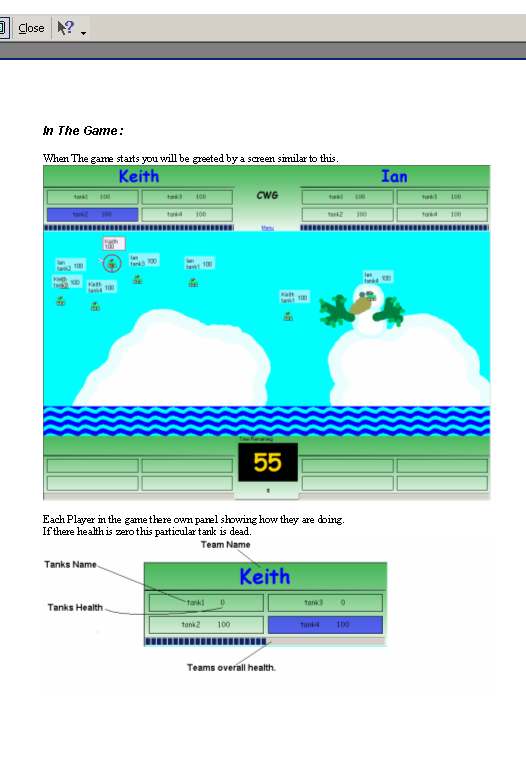 Close
In The Game:
When The game starts you will be greeted by a screen similar to this.
Keith Ian
tank1 100 tank3 100 CWG tank1 100 tank3 100
tank2 100 tank4 100 tank2 100 tank4 100
Menu
Keith
100
Ian
tank2 100
Ian
tank3 100
Ian
tank1 100
Ian
tank4 100
Keith
100
Keith
tank4 100
Keith
tank1 100
Time Remaining
55
Each Player in the game there own panel showing how they are doing.
If there health is zero this particular tank is dead.
Team Name
Tanks Name
Keith
tank1 0 tank3 0
Tanks Health
tank2 100 tank4 100
Teams overall health.